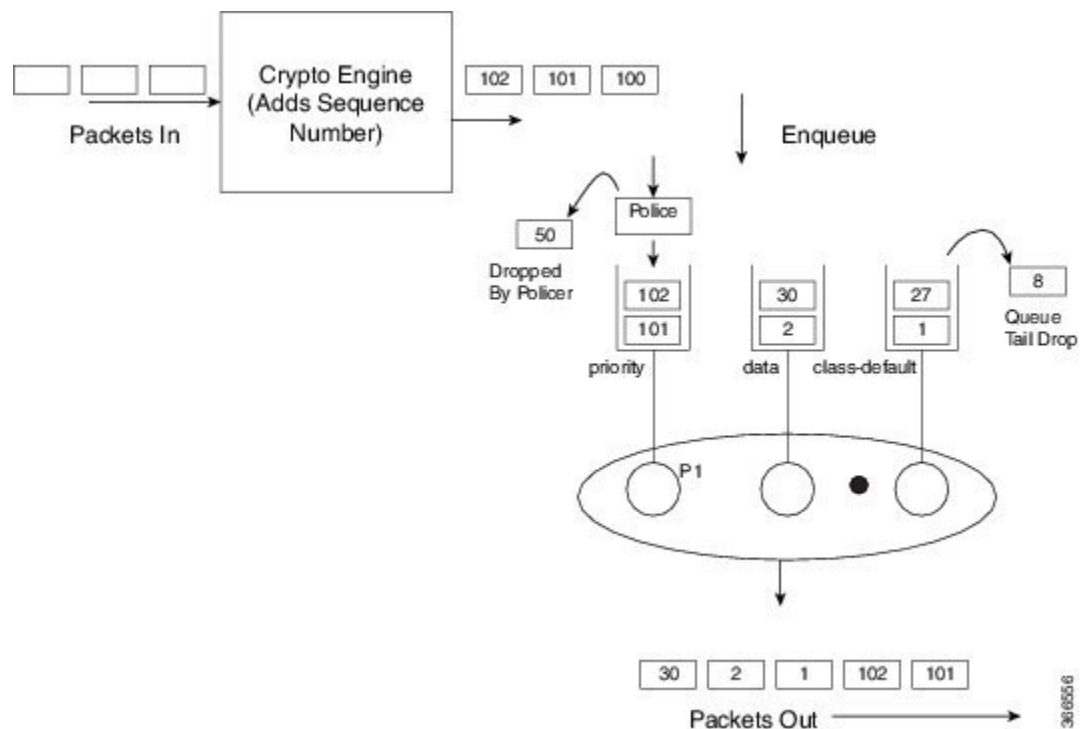 Crypto Engine
(Adds Sequence
Number)
102 101 100
Packets In
Enqueue
Police
50
8
Dropped
By Policer
102 30 27
101 2 1
Queue
Tail Drop
priority data class-default
P1
30 2 1 102 101
Packets Out
366556